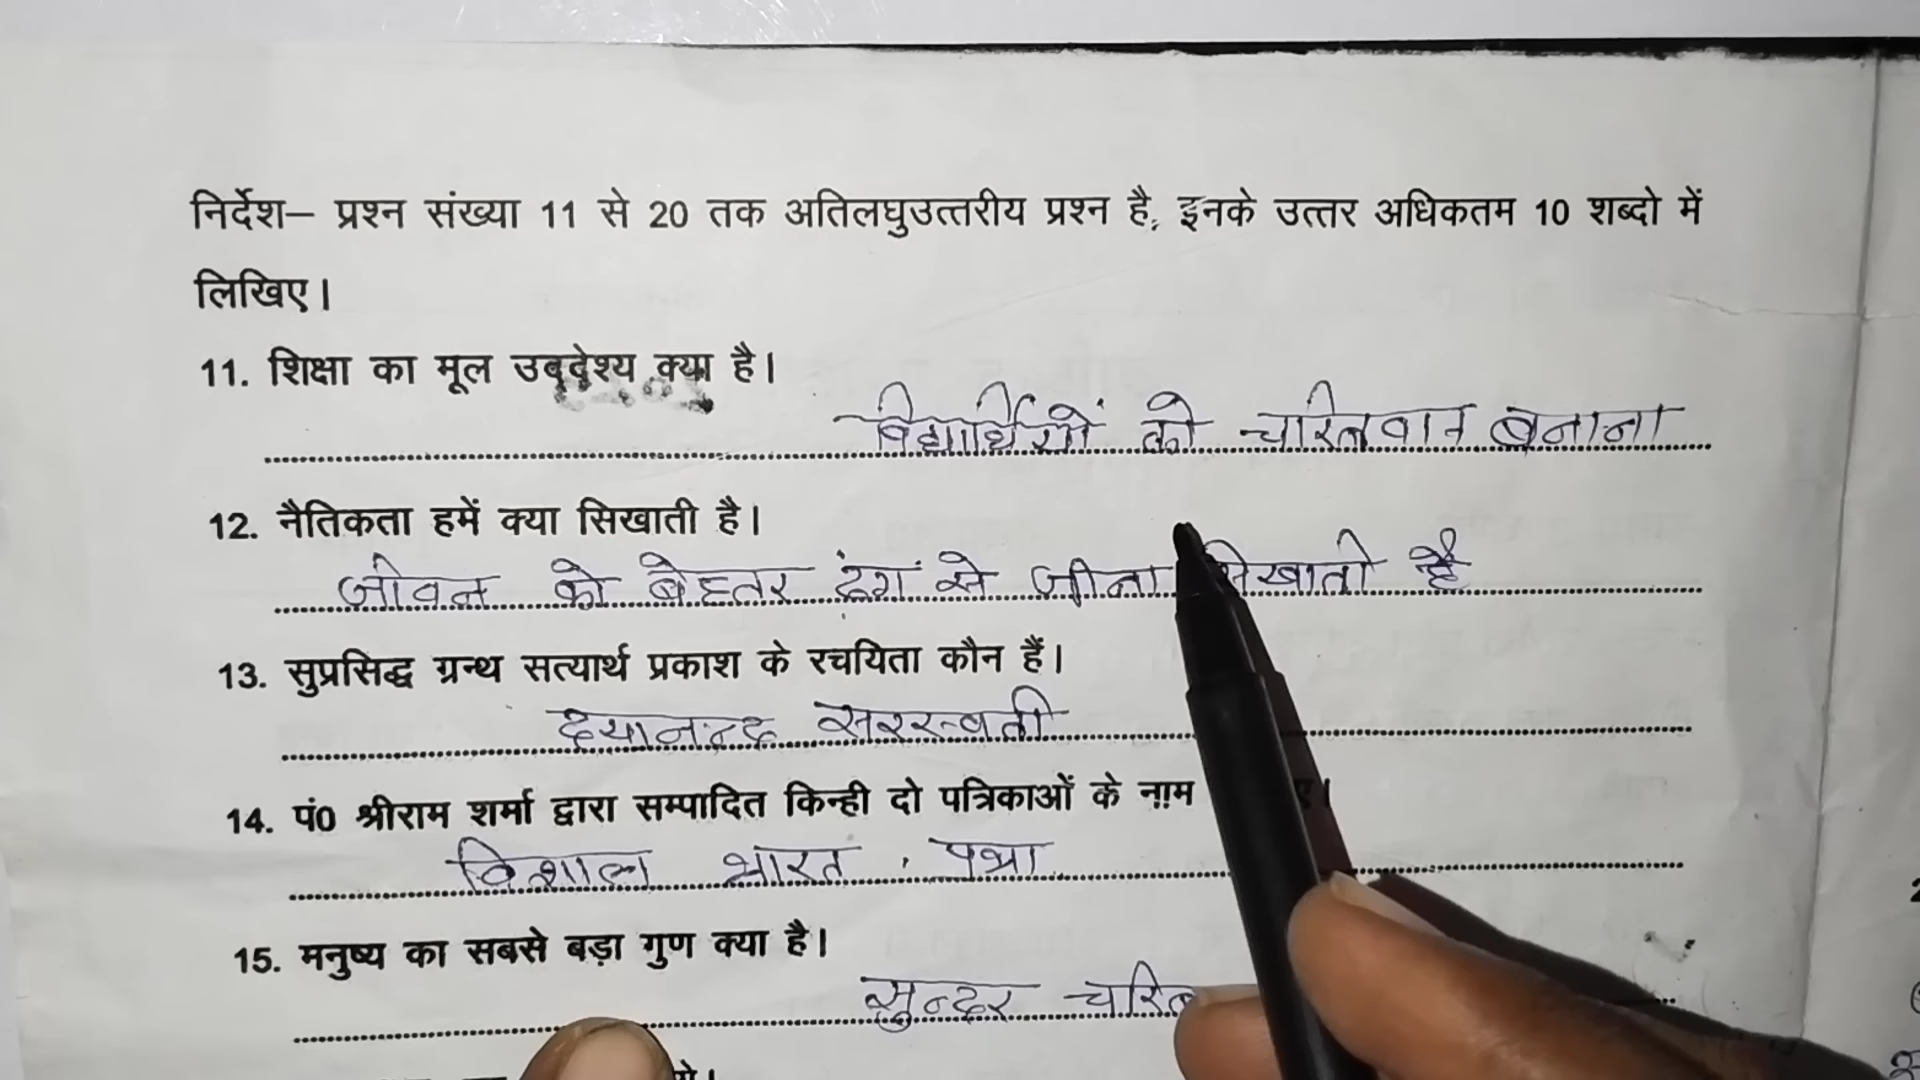 निर्देश– प्रश्न संख्या 11 से 20 तक अतिलघुउत्तरीय प्रश्न है, इनके उत्तर अधिकतम 10 शब्दो में
लिखिए।
11. शिक्षा का मूल उद्देश्य क्या है।
विद्यार्थियों को चरित्रवान बनाना
12. नैतिकता हमें क्या सिखाती है।
जीवन को बेहतर ढंग से जीना सिखाती है
13. सुप्रसिद्ध ग्रन्थ सत्यार्थ प्रकाश के रचयिता कौन हैं।
दयानन्द सरस्वती
14. पं0 श्रीराम शर्मा द्वारा सम्पादित किन्ही दो पत्रिकाओं के नाम
विशाल भारत,
15. मनुष्य का सबसे बड़ा गुण क्या है।
सुन्दर चरित्र